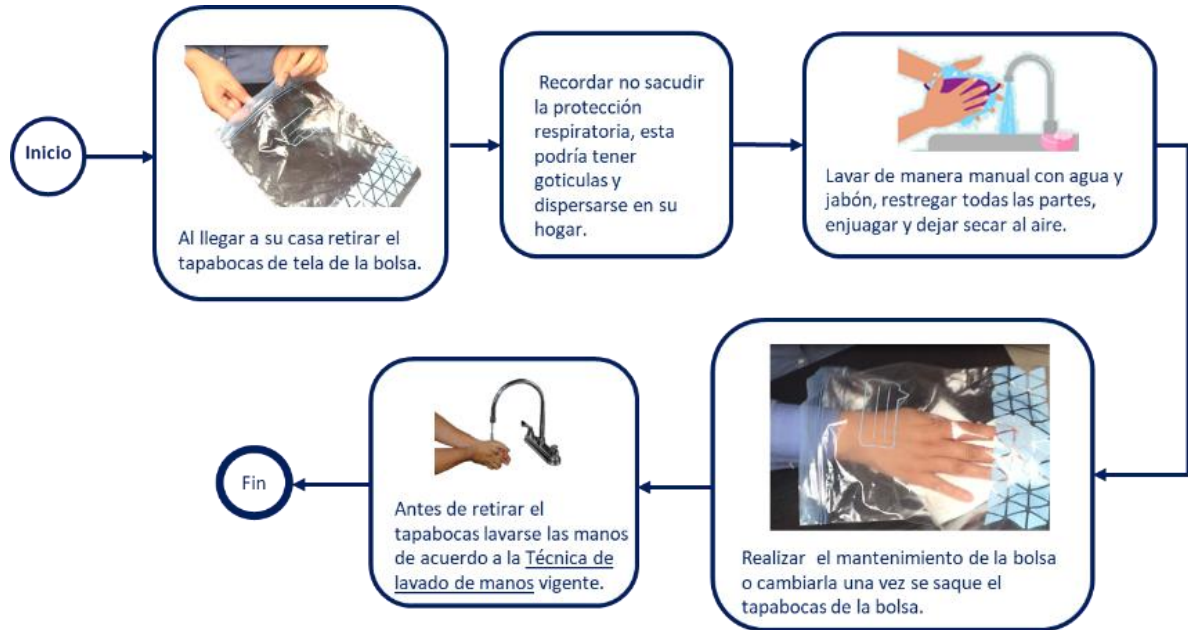 Inicio
Al llegar a su casa retirar el
tapabocas de tela de la bolsa.
Recordar no sacudir
la protección
respiratoria, esta
podría tener
goticulas y
dispersarse en su
hogar.
Lavar de manera manual con agua y
jabón, restregar todas las partes,
enjuagar y dejar secar al aire.
Realizar el mantenimiento de la bolsa
o cambiarla una vez se saque el
tapabocas de la bolsa.
Antes de retirar el
tapabocas lavarse las manos
de acuerdo a la Técnica de
lavado de manos vigente.
Fin